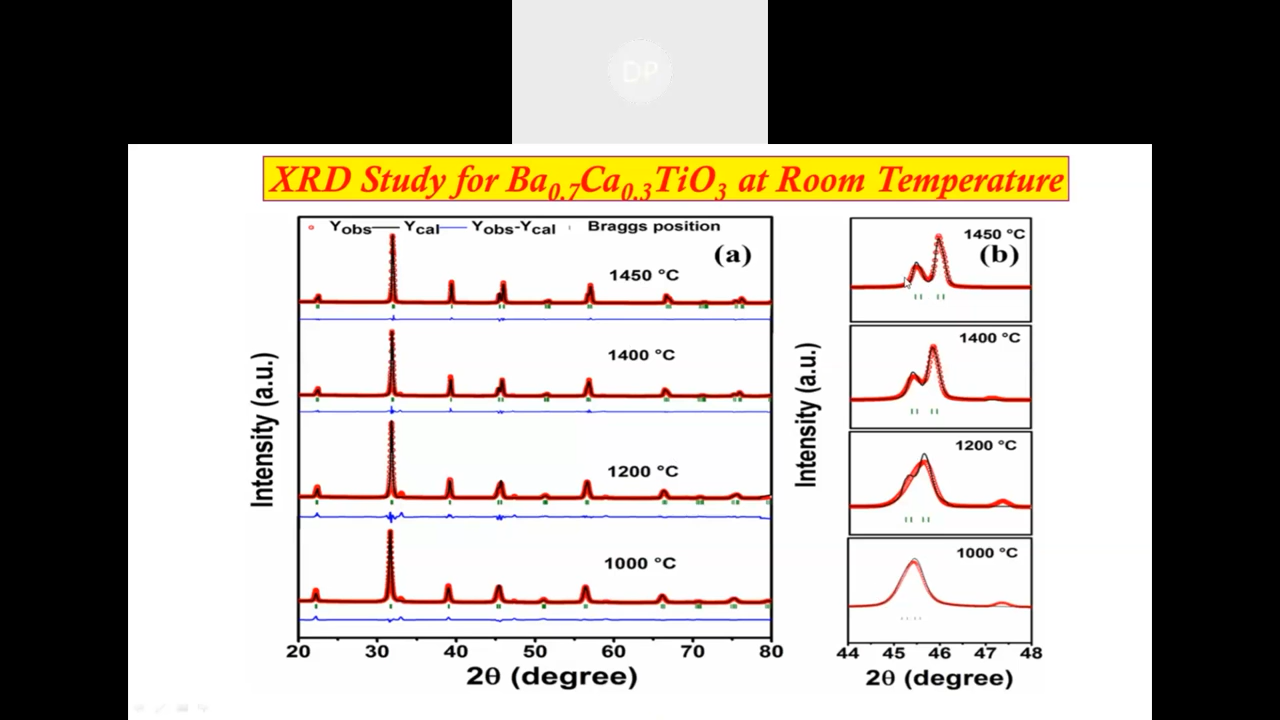 DP
XRD Study for Ba0.7Ca0.3TiO3 at Room Temperature
Yobs Ycal Yobs-Ycal Braggs position
(a)
1450 °C
1400 °C
1200 °C
1000 °C
Intensity (a.u.)
20 30 40 50 60 70 80
2θ (degree)
1450 °C
(b)
1400 °C
1200 °C
1000 °C
Intensity (a.u.)
44 45 46 47 48
2θ (degree)